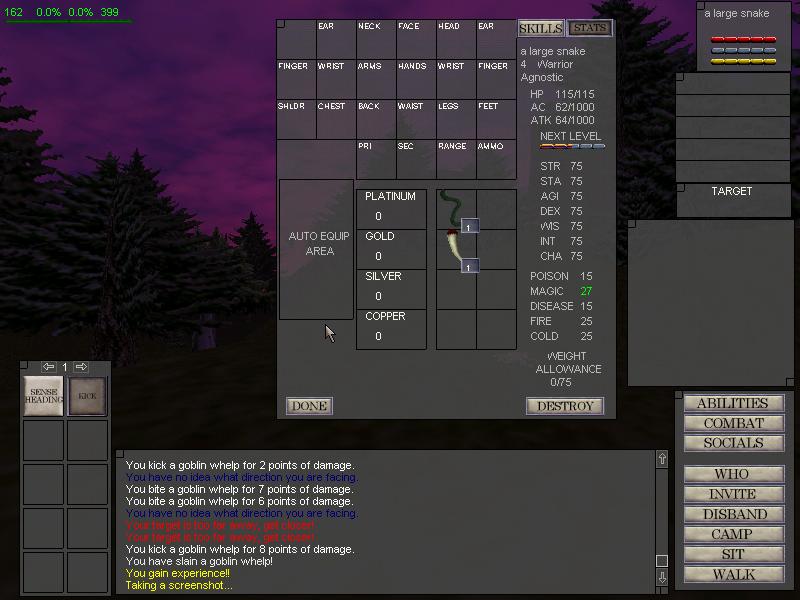 162 0.0% 0.0% 399
EAR NECK FACE HEAD EAR
FINGER WRIST ARMS HANDS WRIST FINGER
SHLDR CHEST BACK WAIST LEGS FEET
PRI SEC RANGE AMMO
AUTO EQUIP
AREA
PLATINUM
0
GOLD
0
SILVER
0
COPPER
0
1
1
DONE
SKILLS STATS
a large snake
4 Warrior
Agnostic
HP 115/115
AC 62/1000
ATK 64/1000
NEXT LEVEL
STR 75
STA 75
AGI 75
DEX 75
WIS 75
INT 75
CHA 75
POISON 15
MAGIC 27
DISEASE 15
FIRE 25
COLD 25
WEIGHT
ALLOWANCE
0/75
DESTROY
a large snake
TARGET
1
SENSE
HEADING
KICK
You kick a goblin whelp for 2 points of damage.
You have no idea what direction you are facing.
You bite a goblin whelp for 7 points of damage.
You bite a goblin whelp for 6 points of damage.
You have no idea what direction you are facing.
Your target is too far away, get closer!
Your target is too far away, get closer!
You kick a goblin whelp for 8 points of damage.
You have slain a goblin whelp!
You gain experience!!
Taking a screenshot...
ABILITIES
COMBAT
SOCIALS
WHO
INVITE
DISBAND
CAMP
SIT
WALK